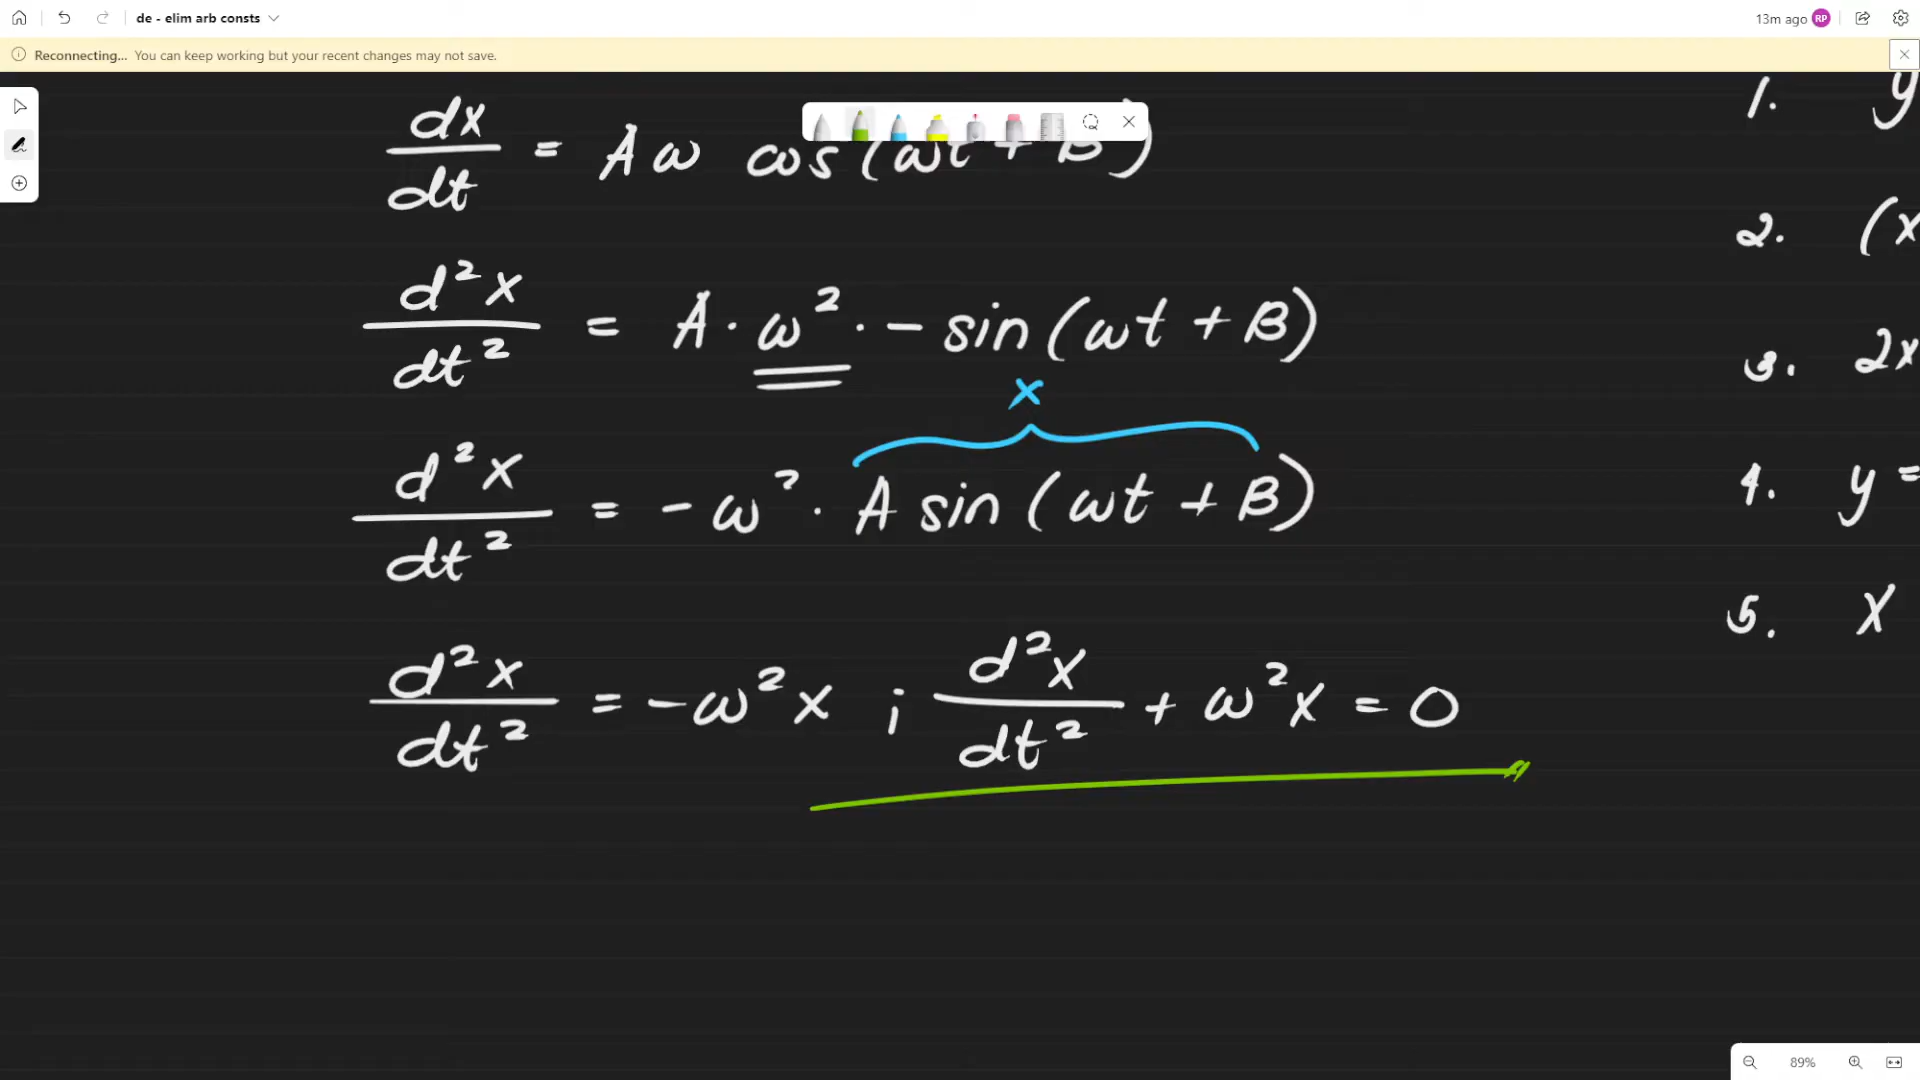 de - elim arb consts
13m ago RP
Reconnecting... You can keep working but your recent changes may not save.
dx/dt = Aω cos(ωt + B)
d²x/dt² = A · ω² · - sin(ωt + B)
x
d²x/dt² = -ω² · A sin(ωt + B)
d²x/dt² = -ω²x ; d²x/dt² + ω²x = 0
1. y
2. (x
3. 2x
4. y =
5. x
89%